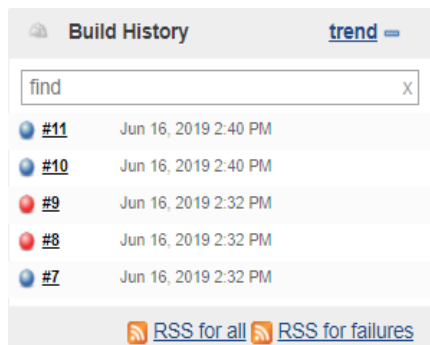 Build History trend
find x
#11 Jun 16, 2019 2:40 PM
#10 Jun 16, 2019 2:40 PM
#9 Jun 16, 2019 2:32 PM
#8 Jun 16, 2019 2:32 PM
#7 Jun 16, 2019 2:32 PM
RSS for all RSS for failures